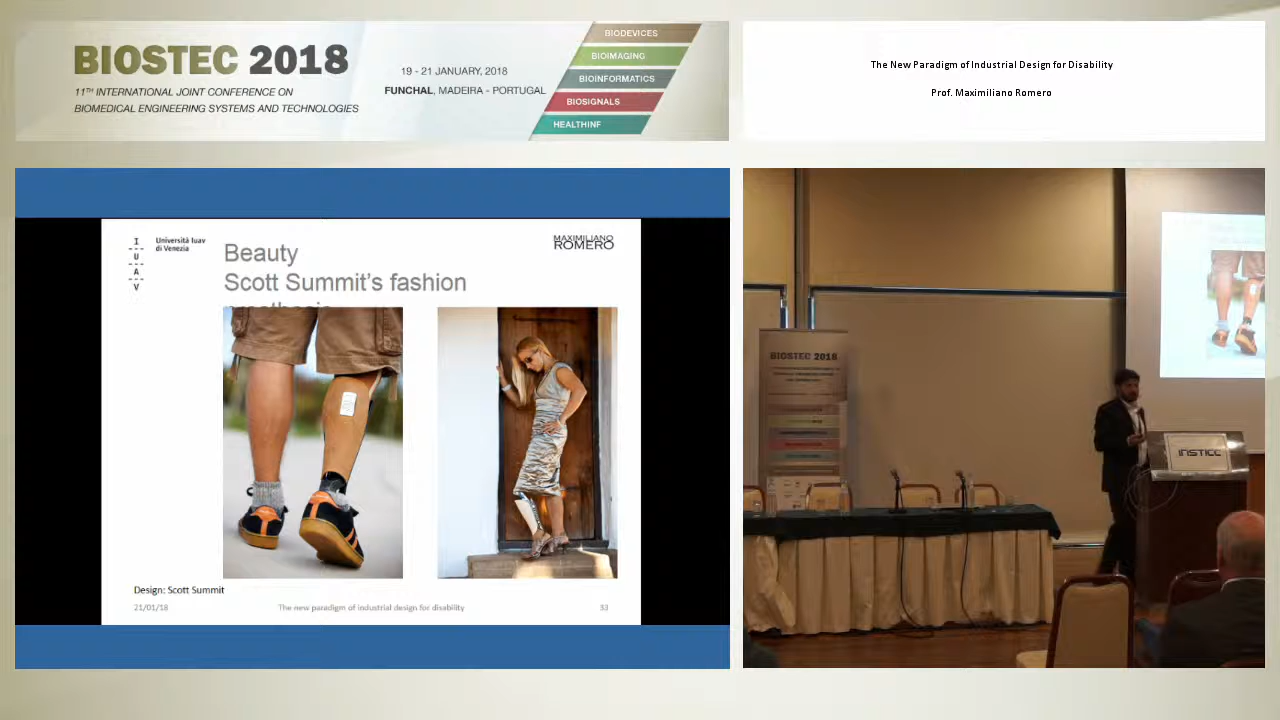 BIOSTEC 2018
11TH INTERNATIONAL JOINT CONFERENCE ON
BIOMEDICAL ENGINEERING SYSTEMS AND TECHNOLOGIES
19 - 21 JANUARY, 2018
FUNCHAL, MADEIRA - PORTUGAL
BIODEVICES
BIOIMAGING
BIOINFORMATICS
BIOSIGNALS
HEALTHINF
The New Paradigm of Industrial Design for Disability
Prof. Maximiliano Romero
I
U
A
V
Università Iuav
di Venezia
MAXIMILIANO
ROMERO
Beauty
Scott Summit's fashion
Design: Scott Summit
21/01/18
The new paradigm of industrial design for disability
33
BIOSTEC 2018
INSTICC